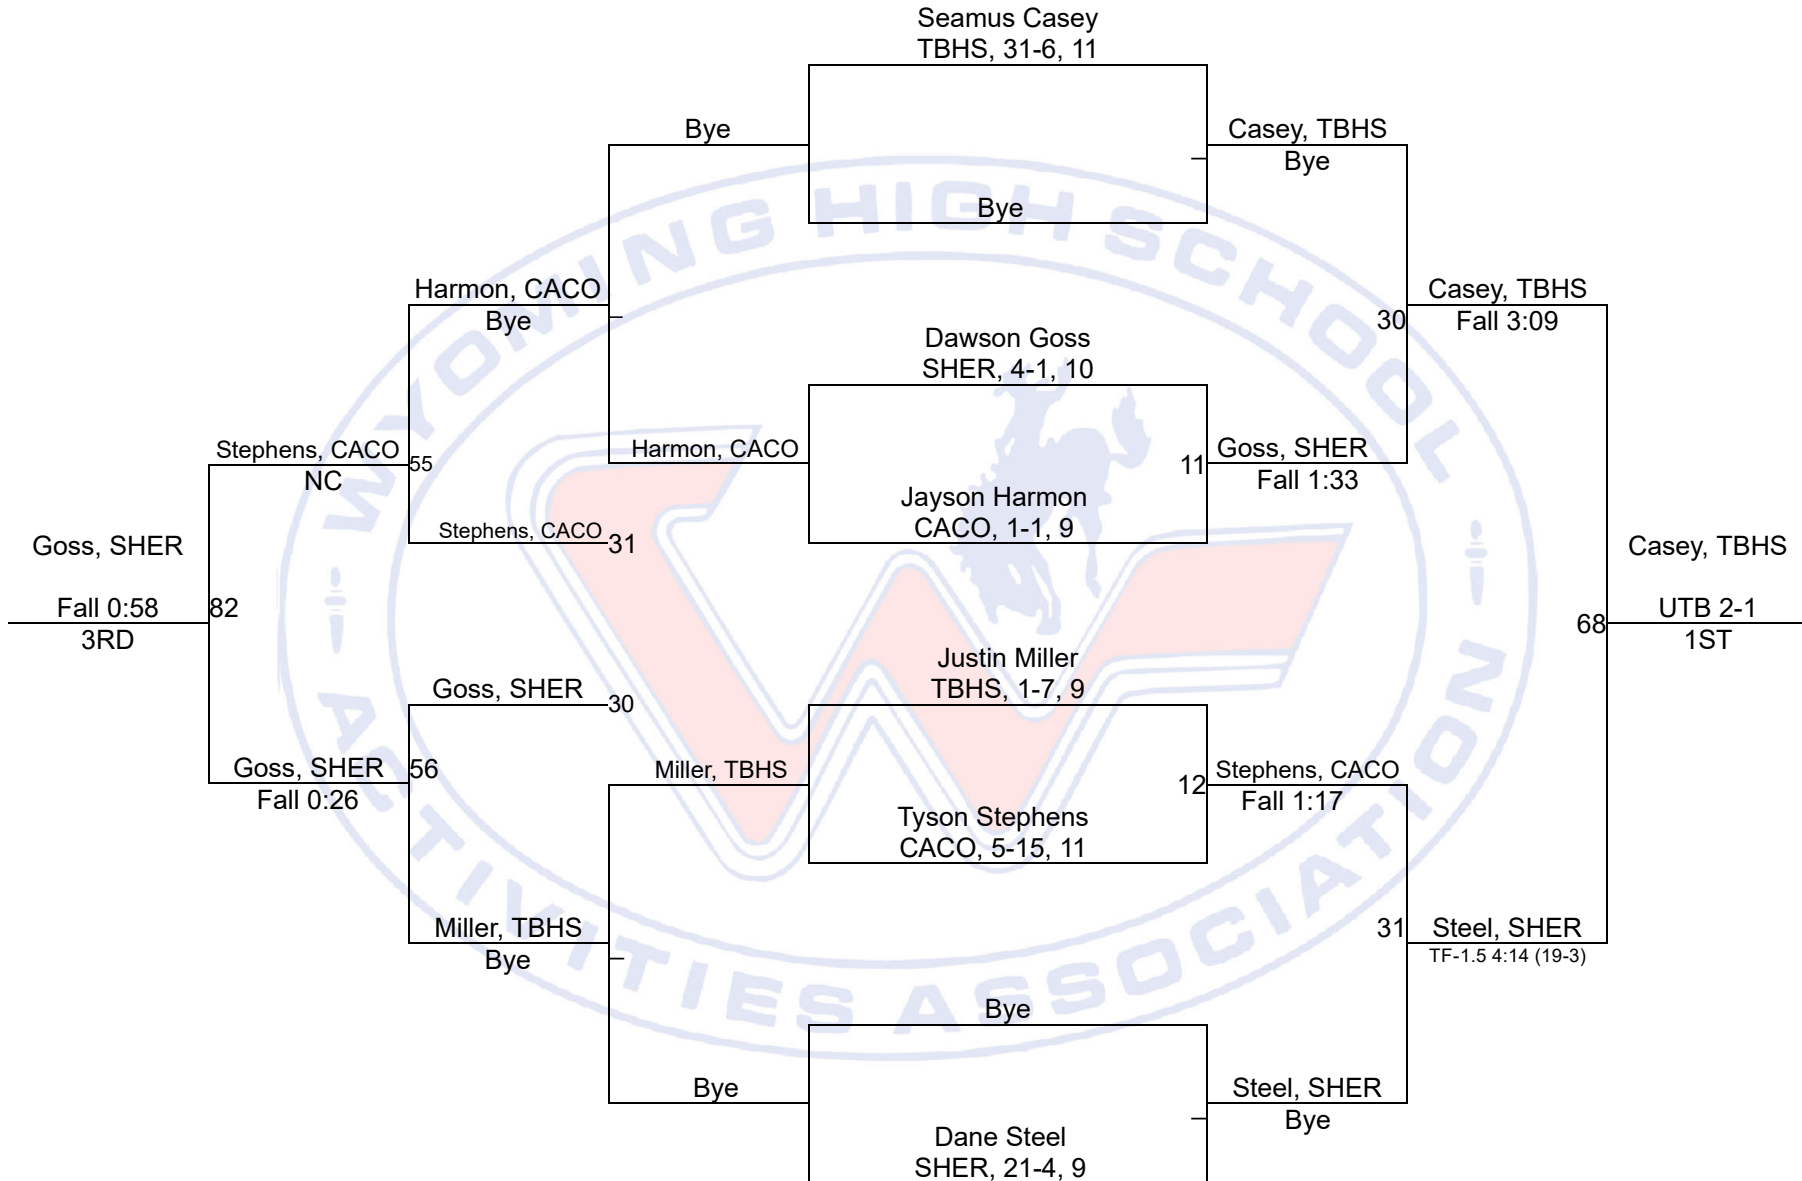 Seamus Casey
TBHS, 31-6, 11
Bye
Casey, TBHS
Bye
Bye
Harmon, CACO
Bye
Casey, TBHS
Fall 3:09
30
Dawson Goss
SHER, 4-1, 10
Stephens, CACO
NC
55
Harmon, CACO
11
Goss, SHER
Fall 1:33
Jayson Harmon
CACO, 1-1, 9
Stephens, CACO
31
Goss, SHER
Fall 0:58
3RD
82
Casey, TBHS
UTB 2-1
1ST
68
Justin Miller
TBHS, 1-7, 9
Goss, SHER
30
Goss, SHER
Fall 0:26
56
Miller, TBHS
12
Stephens, CACO
Fall 1:17
Tyson Stephens
CACO, 5-15, 11
Miller, TBHS
Bye
31
Steel, SHER
TF-1.5 4:14 (19-3)
Bye
Bye
Steel, SHER
Bye
Dane Steel
SHER, 21-4, 9
WYOMING HIGH SCHOOL
ACTIVITIES ASSOCIATION